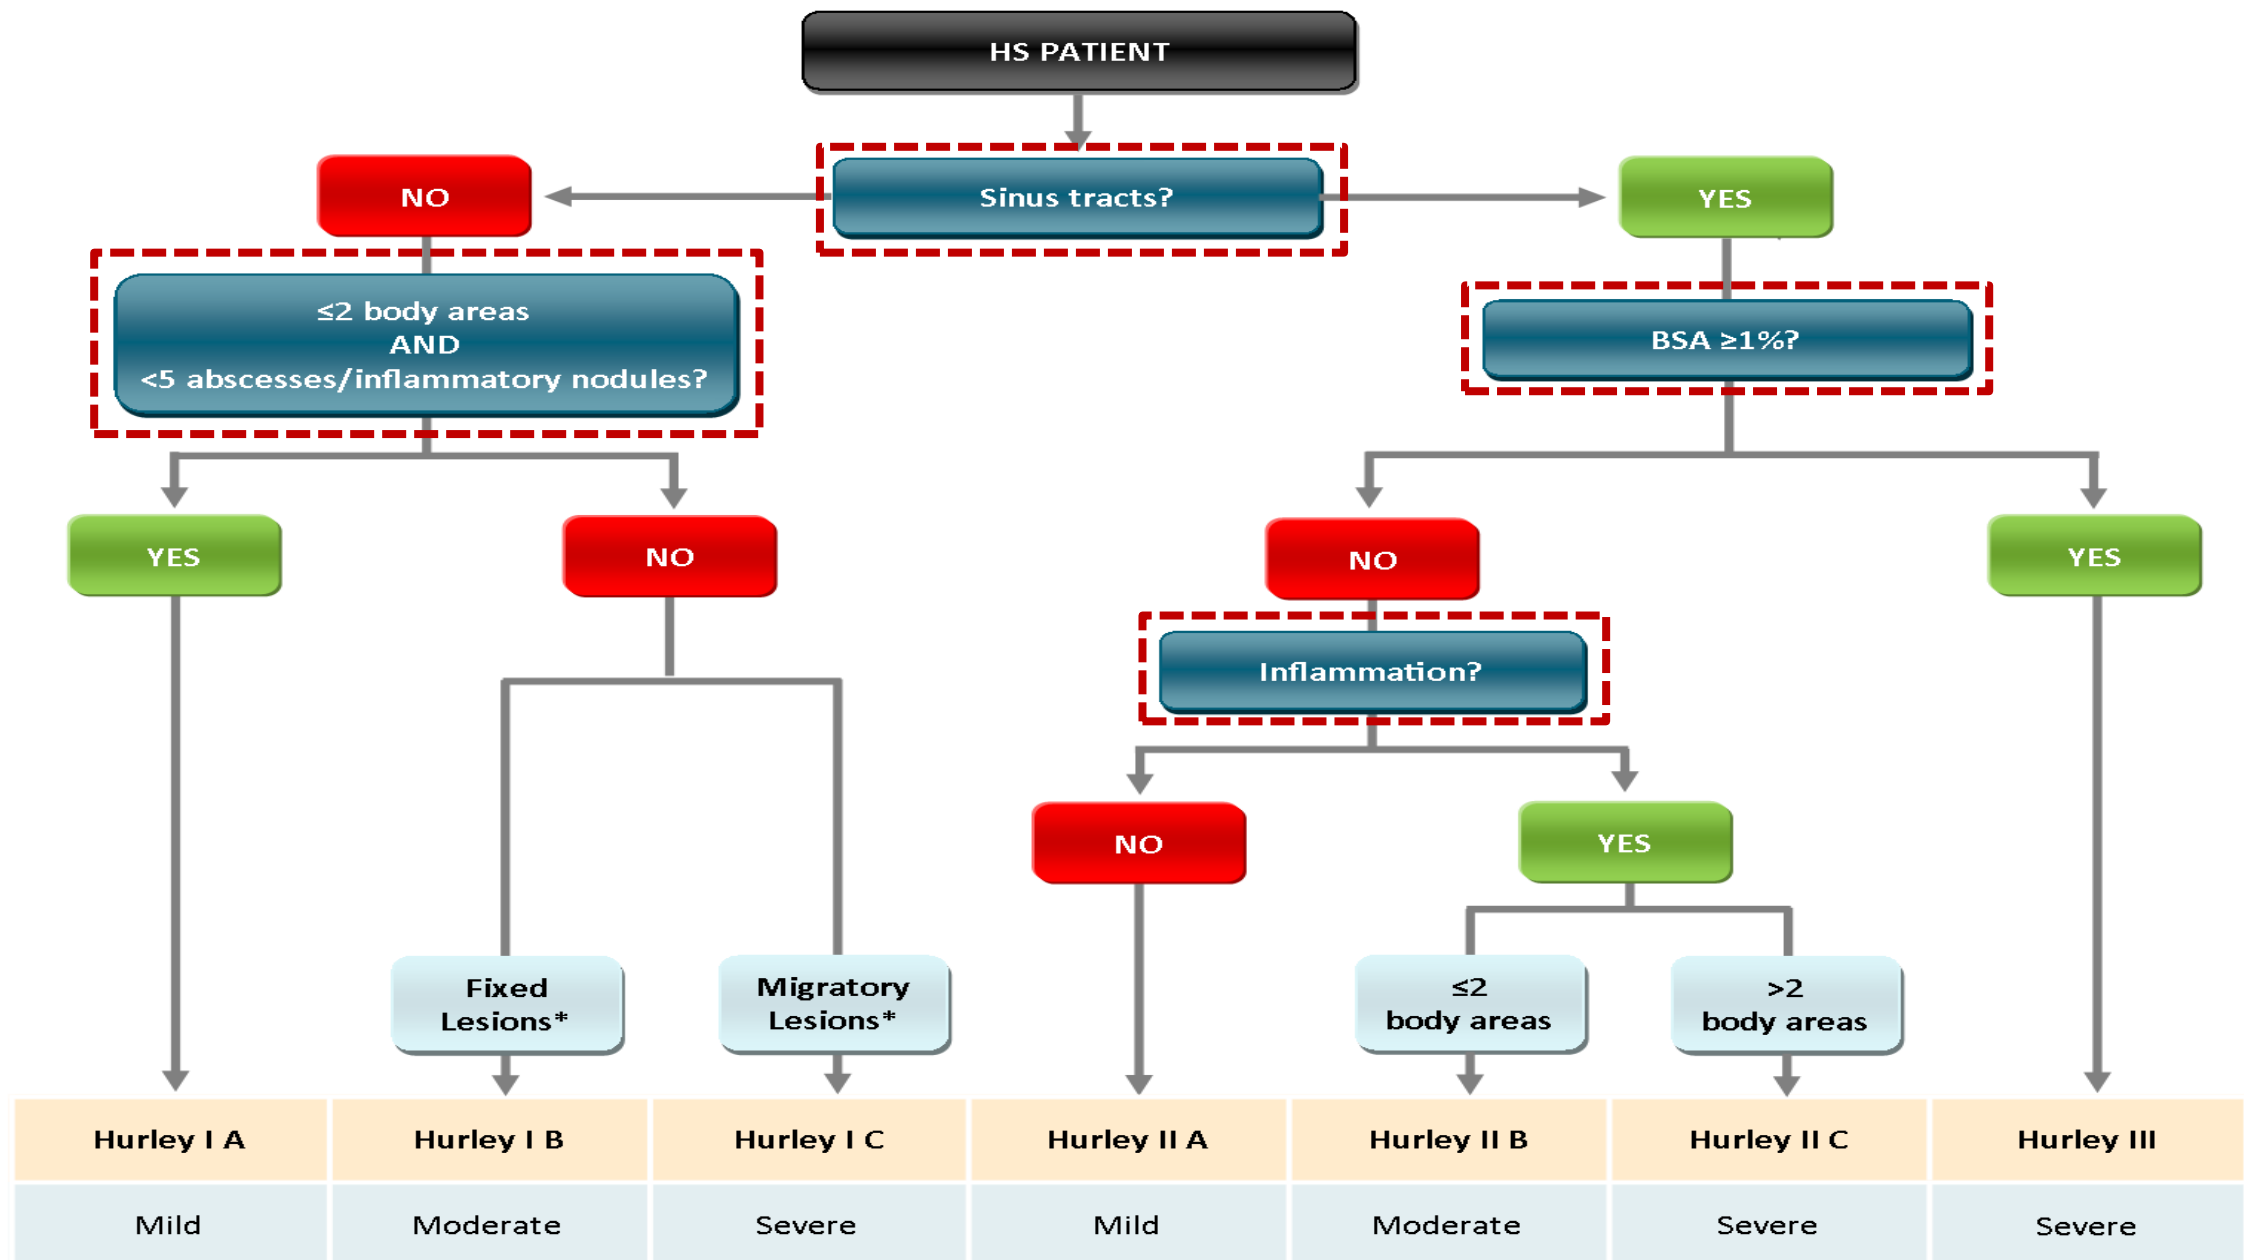 HS PATIENT
Sinus tracts?
NO
YES
≤2 body areas
AND
<5 abscesses/inflammatory nodules?
BSA ≥1%?
YES
NO
NO
YES
Inflammation?
NO
YES
Fixed
Lesions*
Migratory
Lesions*
≤2
body areas
>2
body areas
Hurley I A
Hurley I B
Hurley I C
Hurley II A
Hurley II B
Hurley II C
Hurley III
Mild
Moderate
Severe
Mild
Moderate
Severe
Severe